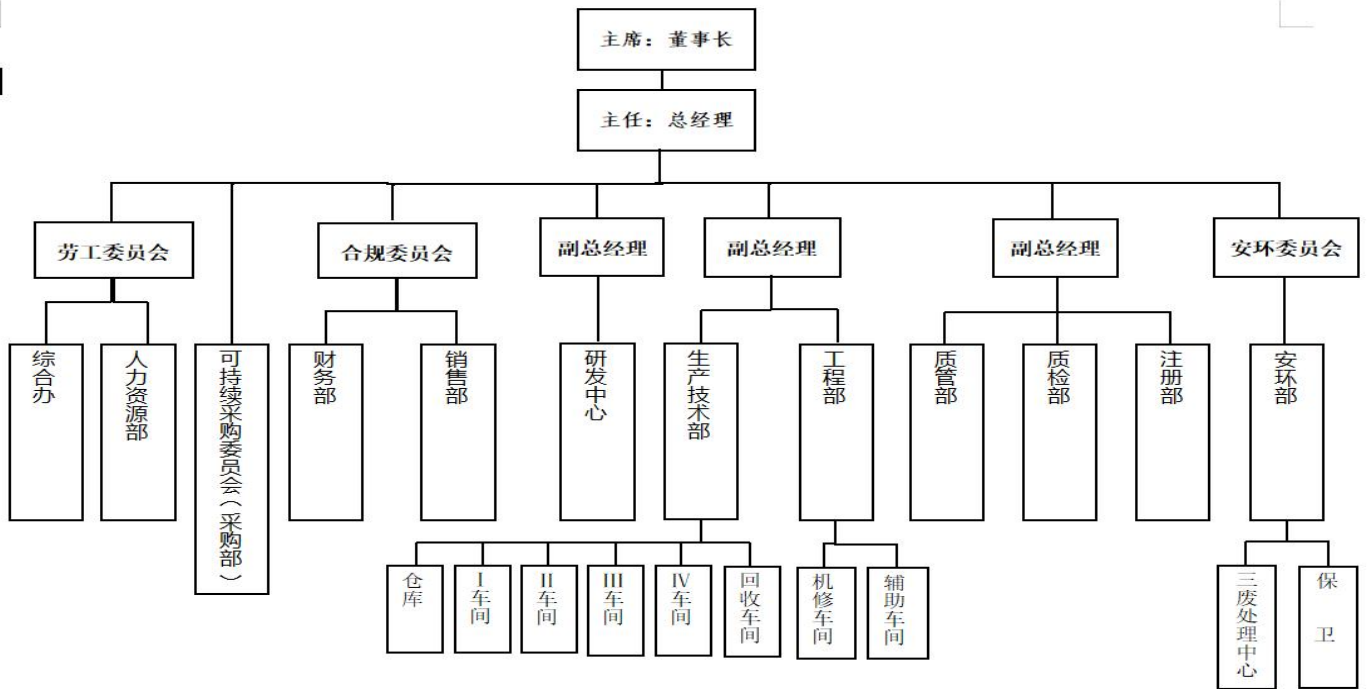 主席：董事长
主任：总经理
劳工委员会
合规委员会
副总经理
副总经理
副总经理
安环委员会
综合办
人力资源部
可持续采购委员会（采购部）
财务部
销售部
研发中心
生产技术部
工程部
质管部
质检部
注册部
安环部
仓库
I车间
II车间
III车间
IV车间
回收车间
机修车间
辅助车间
三废处理中心
保卫